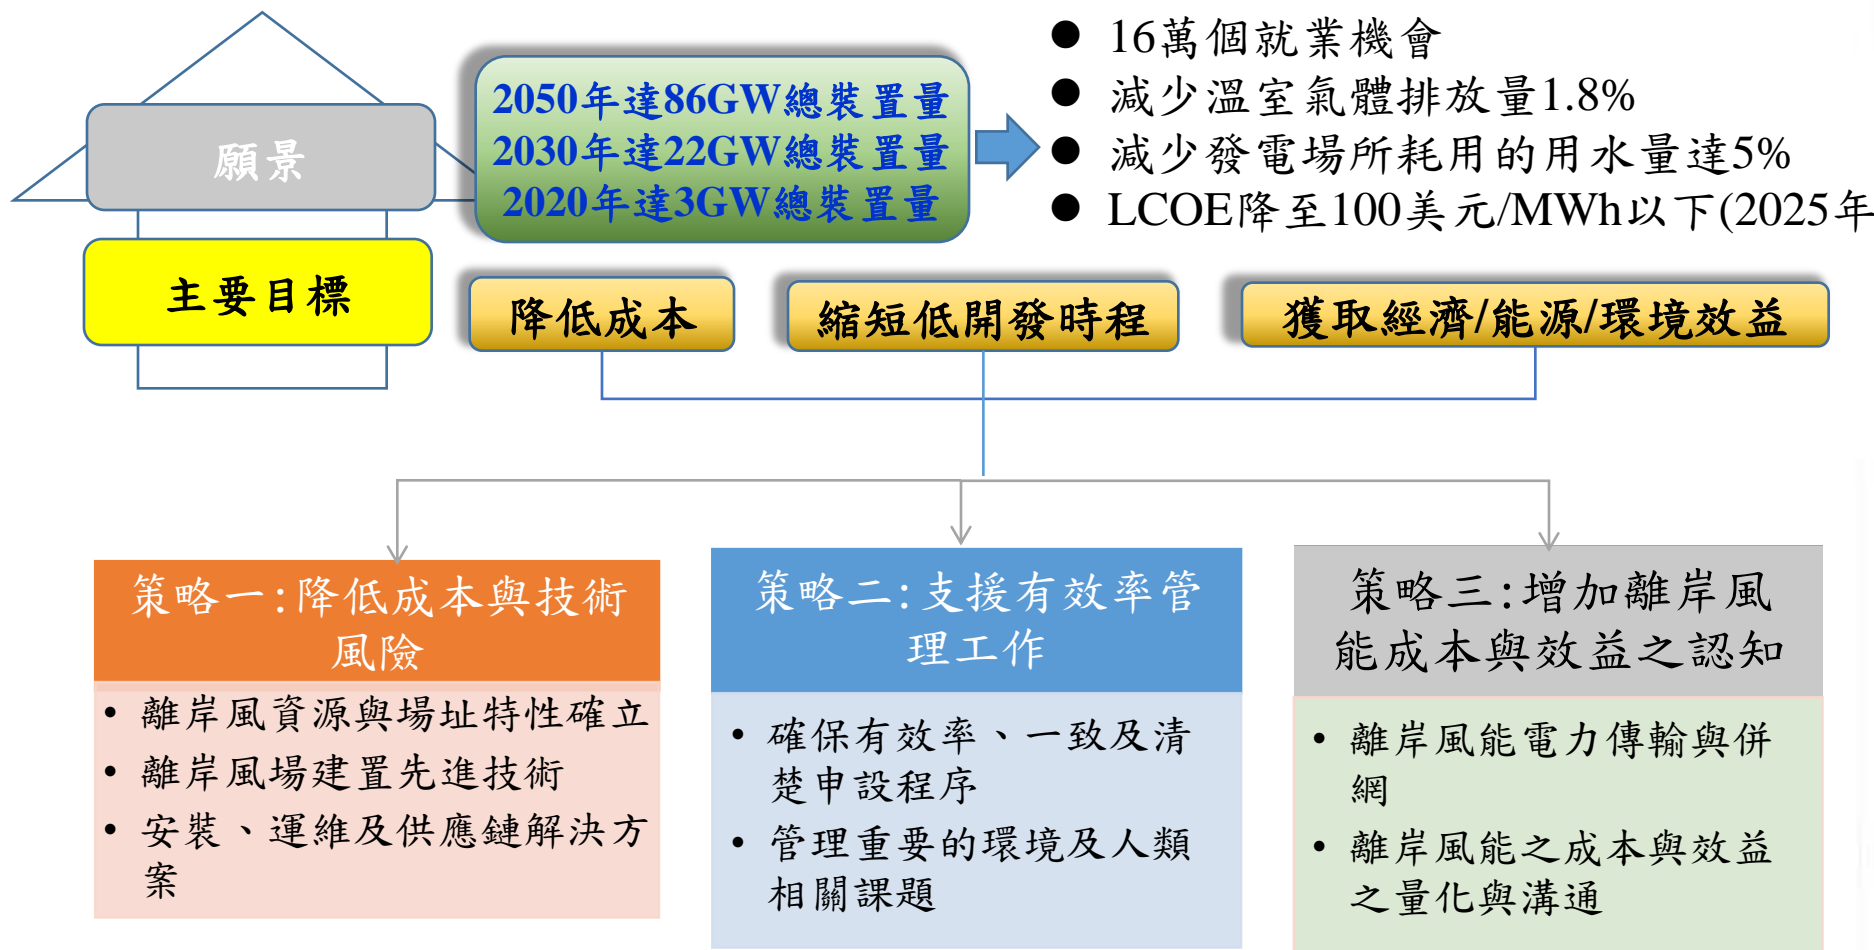 願景
2050年達86GW總裝置量
2030年達22GW總裝置量
2020年達3GW總裝置量
● 16萬個就業機會
● 減少溫室氣體排放量1.8%
● 減少發電場所耗用的用水量達5%
● LCOE降至100美元/MWh以下(2025年
主要目標
降低成本
縮短低開發時程
獲取經濟/能源/環境效益
策略一:降低成本與技術
風險
• 離岸風資源與場址特性確立
• 離岸風場建置先進技術
• 安裝、運維及供應鏈解決方
案
策略二:支援有效率管
理工作
• 確保有效率、一致及清
楚申設程序
• 管理重要的環境及人類
相關課題
策略三:增加離岸風
能成本與效益之認知
• 離岸風能電力傳輸與併
網
• 離岸風能之成本與效益
之量化與溝通